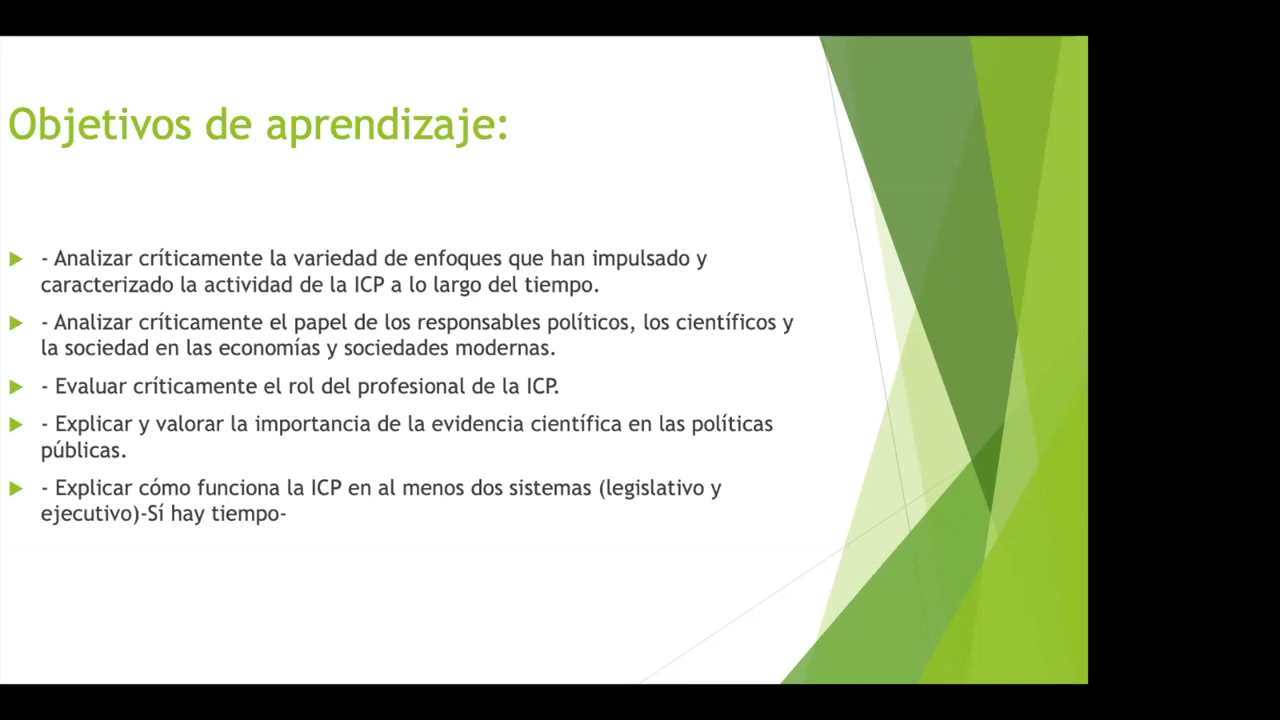 Objetivos de aprendizaje:
- Analizar críticamente la variedad de enfoques que han impulsado y
caracterizado la actividad de la ICP a lo largo del tiempo.
- Analizar críticamente el papel de los responsables políticos, los científicos y
la sociedad en las economías y sociedades modernas.
- Evaluar críticamente el rol del profesional de la ICP.
- Explicar y valorar la importancia de la evidencia científica en las políticas
públicas.
- Explicar cómo funciona la ICP en al menos dos sistemas (legislativo y
ejecutivo)-Sí hay tiempo-